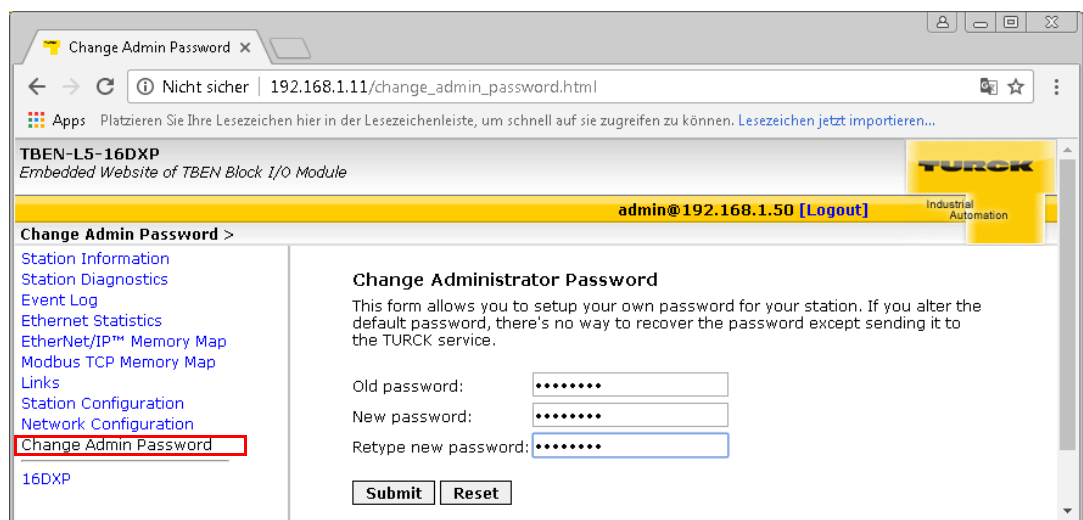 Change Admin Password
Nicht sicher | 192.168.1.11/change_admin_password.html
Apps Platzieren Sie Ihre Lesezeichen hier in der Lesezeichenleiste, um schnell auf sie zugreifen zu können. Lesezeichen jetzt importieren...
TBEN-L5-16DXP
Embedded Website of TBEN Block I/O Module
TURCK
admin@192.168.1.50 [Logout]
Industrial
Automation
Change Admin Password >
Station Information
Station Diagnostics
Event Log
Ethernet Statistics
EtherNet/IP™ Memory Map
Modbus TCP Memory Map
Links
Station Configuration
Network Configuration
Change Admin Password
16DXP
Change Administrator Password
This form allows you to setup your own password for your station. If you alter the
default password, there's no way to recover the password except sending it to
the TURCK service.
Old password: ••••••••
New password: ••••••••
Retype new password: ••••••••
Submit Reset